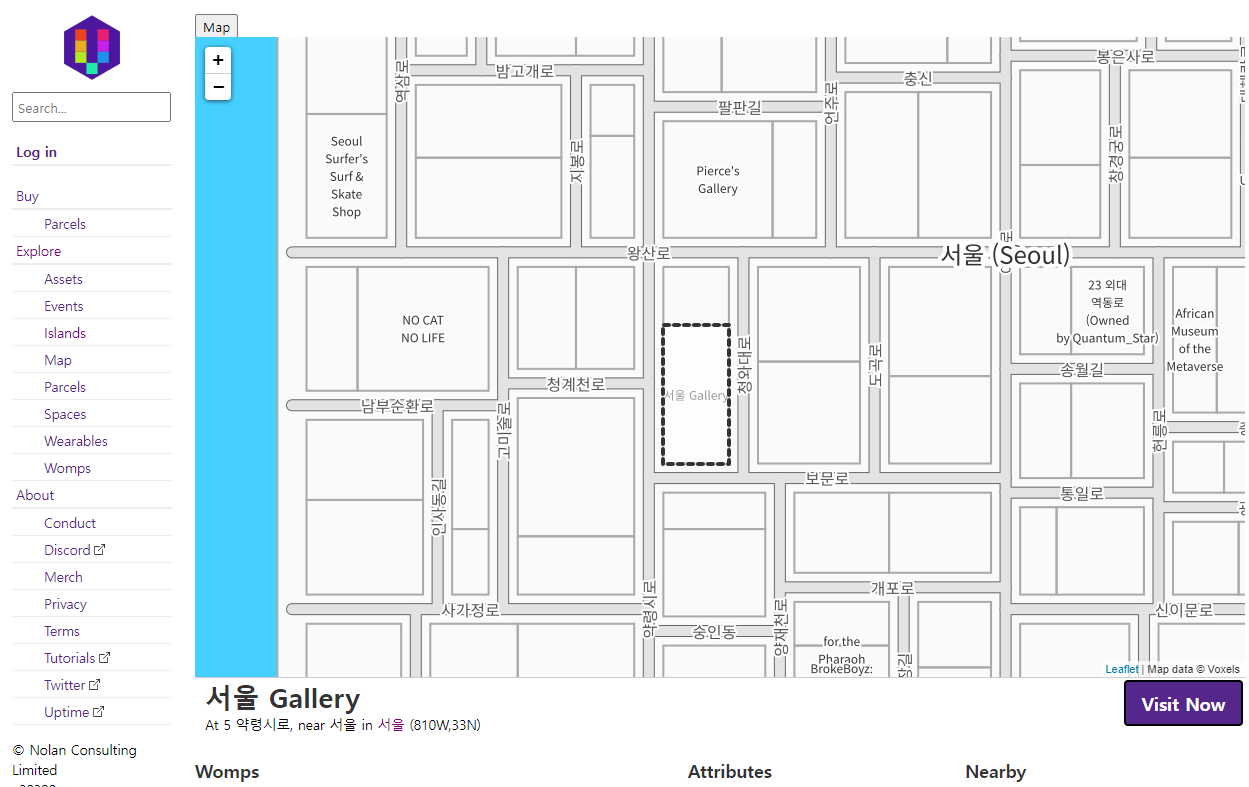 Map
Search...
Log in
Buy
Parcels
Explore
Assets
Events
Islands
Map
Parcels
Spaces
Wearables
Womps
About
Conduct
Discord
Merch
Privacy
Terms
Tutorials
Twitter
Uptime
© Nolan Consulting
Limited
+
−
역삼로
밤고개로
충신
봉은사로
팔판길
언주로
지봉로
창경궁로
Seoul
Surfer's
Surf &
Skate
Shop
Pierce's
Gallery
왕산로
서울 (Seoul)
NO CAT
NO LIFE
23 외대
역동로
(Owned
by Quantum_Star)
African
Museum
of the
Metaverse
청와대로
도곡로
송월길
청계천로
서울 Gallery
남부순환로
고미술로
헌릉로
인사동길
보문로
통일로
개포로
약령시로
양재천로
사가정로
숭인동
신이문로
for the
Pharaoh
BrokeBoyz:
Leaflet | Map data © Voxels
서울 Gallery
At 5 약령시로, near 서울 in 서울 (810W,33N)
Visit Now
Womps
Attributes
Nearby